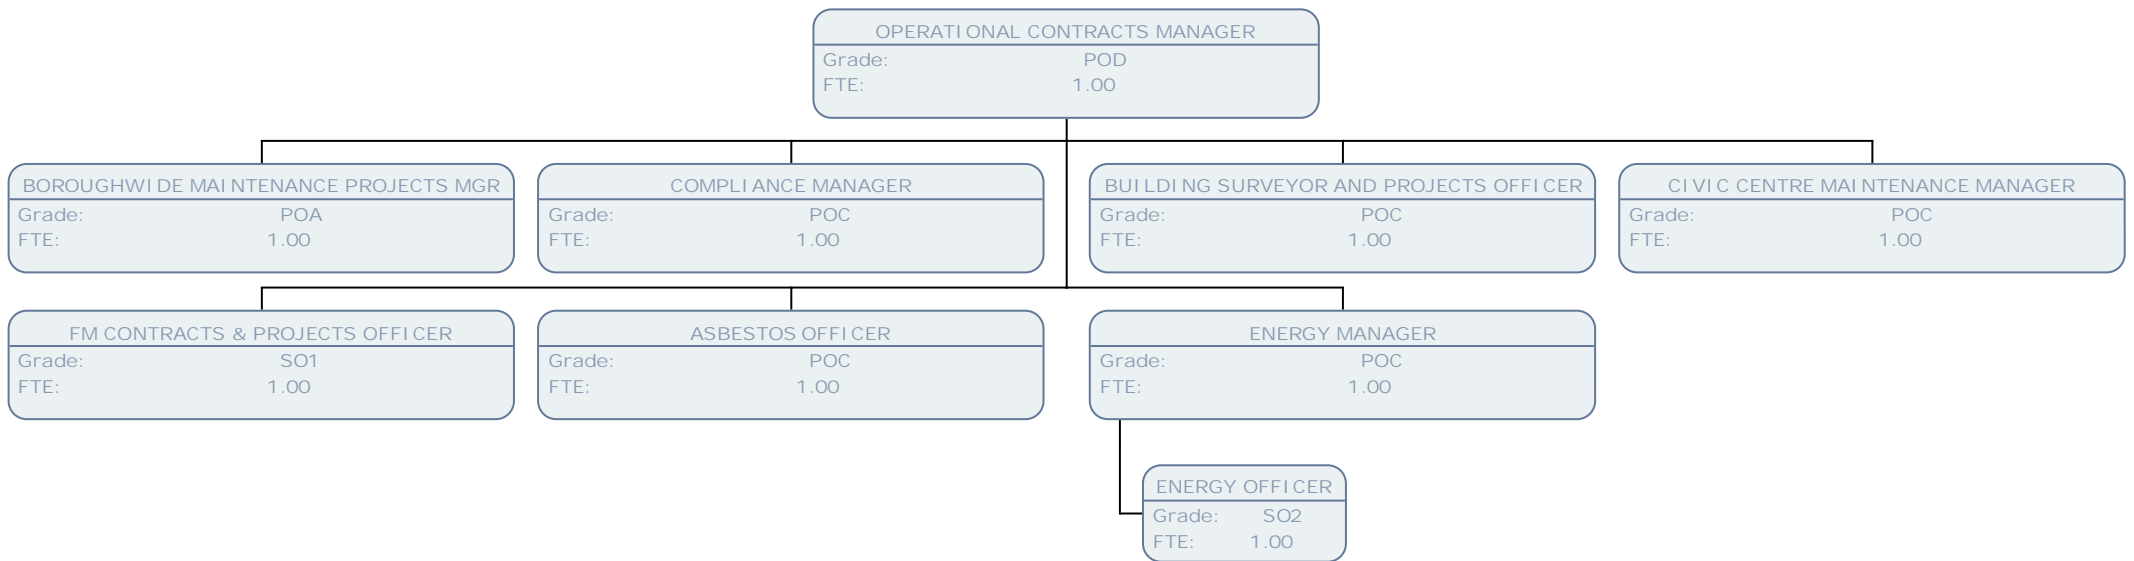 OPERATIONAL CONTRACTS MANAGER
Grade: POD
FTE: 1.00
BOROUGHWIDE MAINTENANCE PROJECTS MGR
Grade: POA
FTE: 1.00
COMPLIANCE MANAGER
Grade: POC
FTE: 1.00
BUILDING SURVEYOR AND PROJECTS OFFICER
Grade: POC
FTE: 1.00
CIVIC CENTRE MAINTENANCE MANAGER
Grade: POC
FTE: 1.00
FM CONTRACTS & PROJECTS OFFICER
Grade: SO1
FTE: 1.00
ASBESTOS OFFICER
Grade: POC
FTE: 1.00
ENERGY MANAGER
Grade: POC
FTE: 1.00
ENERGY OFFICER
Grade: SO2
FTE: 1.00